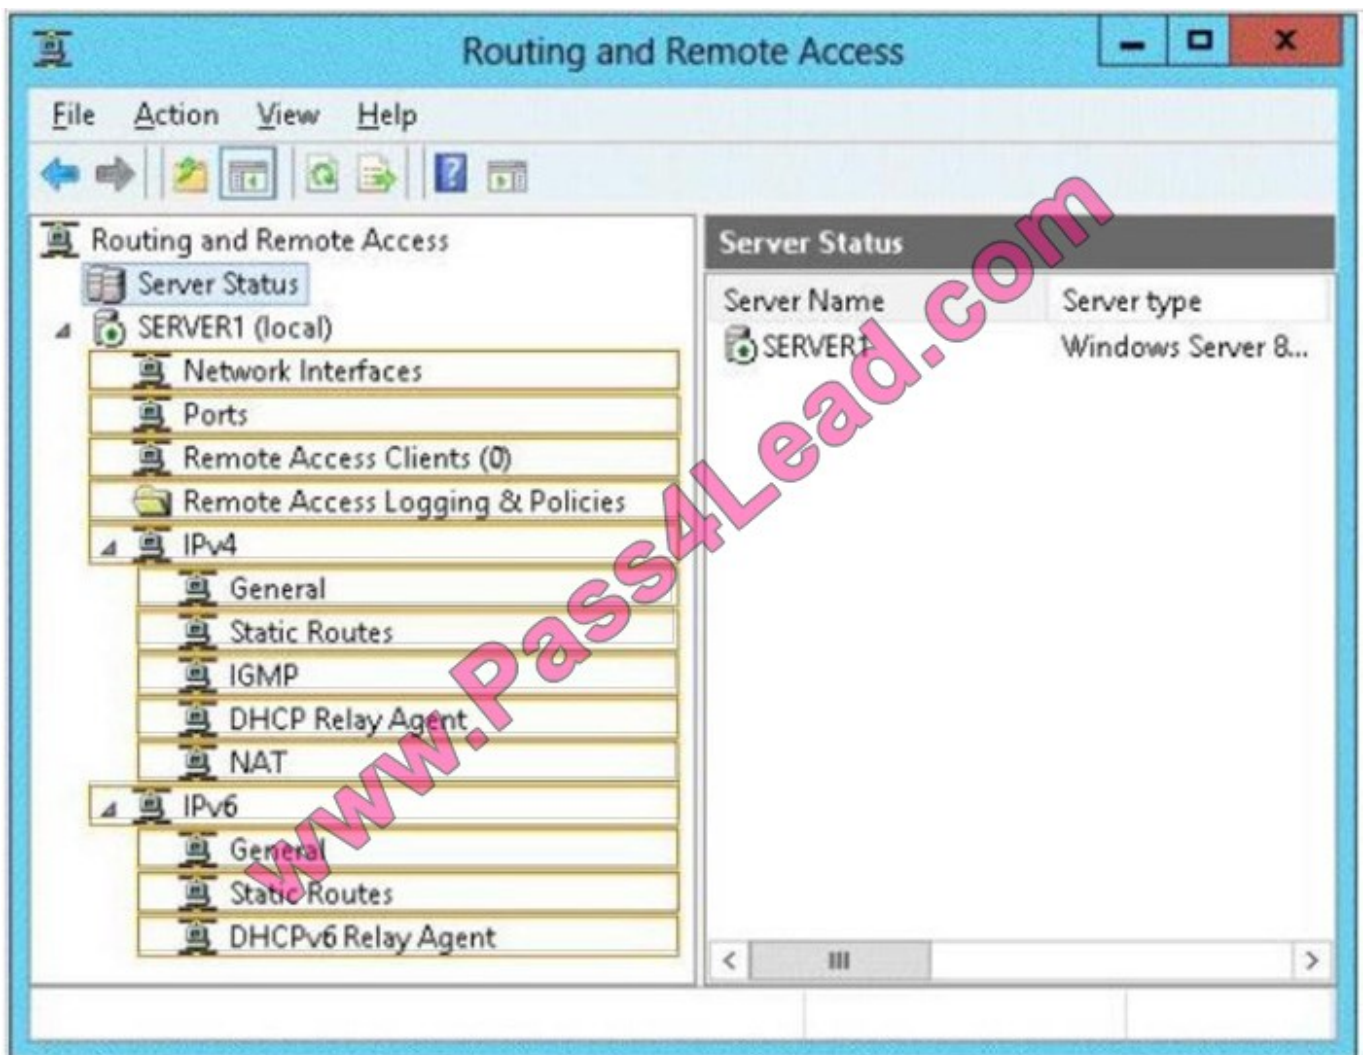 Routing and Remote Access
File Action View Help
Routing and Remote Access
Server Status
SERVER1 (local)
Network Interfaces
Ports
Remote Access Clients (0)
Remote Access Logging & Policies
IPv4
General
Static Routes
IGMP
DHCP Relay Agent
NAT
IPv6
General
Static Routes
DHCPv6 Relay Agent
Server Status
Server Name Server type
SERVER1 Windows Server 8...
www.Pass4Lead.com